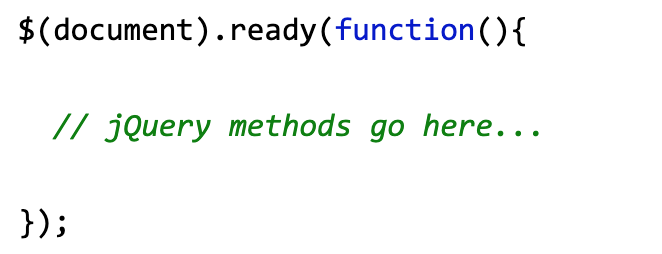 $(document).ready(function(){
// jQuery methods go here...
});